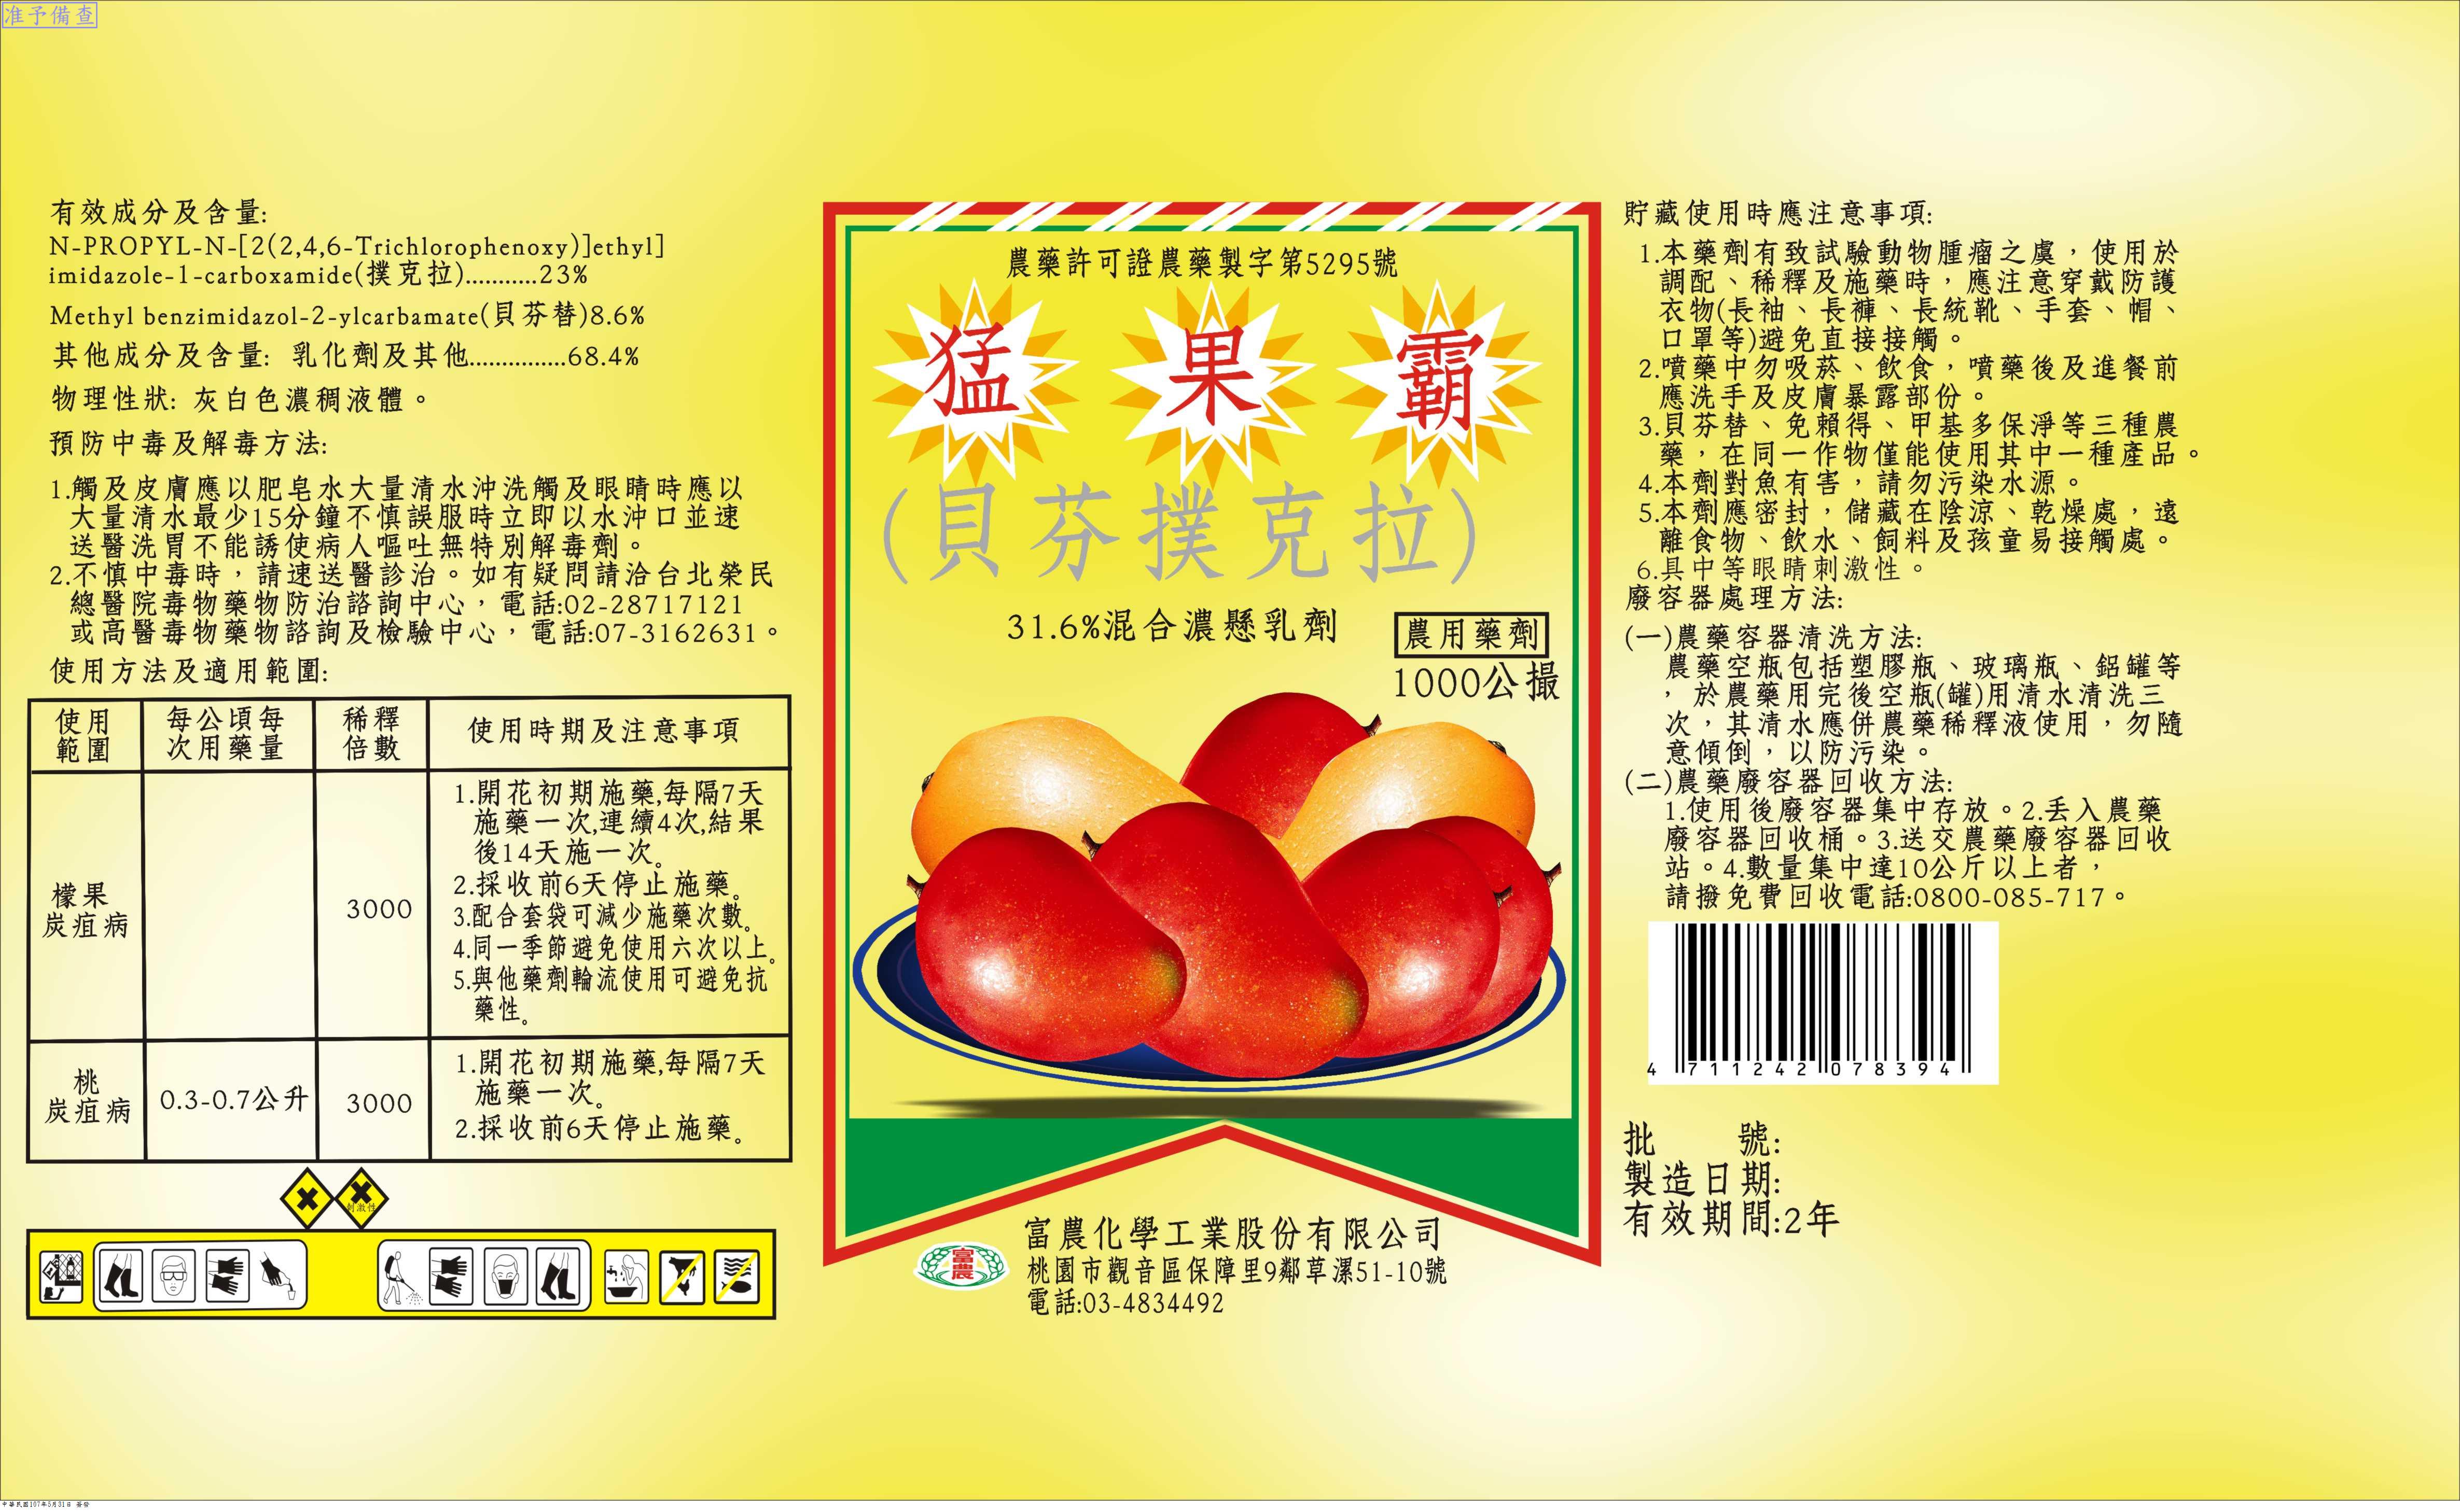 准予備查
有效成分及含量:
N-PROPYL-N-[2(2,4,6-Trichlorophenoxy)]ethyl]
imidazole-1-carboxamide(撲克拉)...........23%
Methyl benzimidazol-2-ylcarbamate(貝芬替)8.6%
其他成分及含量: 乳化劑及其他...............68.4%
物理性狀: 灰白色濃稠液體。
預防中毒及解毒方法:
1.觸及皮膚應以肥皂水大量清水沖洗觸及眼睛時應以
大量清水最少15分鐘不慎誤服時立即以水沖口並速
送醫洗胃不能誘使病人嘔吐無特別解毒劑。
2.不慎中毒時，請速送醫診治。如有疑問請洽台北榮民
總醫院毒物藥物防治諮詢中心，電話:02-28717121
或高醫毒物藥物諮詢及檢驗中心，電話:07-3162631。
使用方法及適用範圍:
使用
範圍
每公頃每
次用藥量
稀釋
倍數
使用時期及注意事項
檬果
炭疽病
3000
1.開花初期施藥,每隔7天
施藥一次,連續4次,結果
後14天施一次。
2.採收前6天停止施藥。
3.配合套袋可減少施藥次數。
4.同一季節避免使用六次以上。
5.與他藥劑輪流使用可避免抗
藥性。
桃
炭疽病
0.3-0.7公升
3000
1.開花初期施藥,每隔7天
施藥一次。
2.採收前6天停止施藥。
刺激性
農藥許可證農藥製字第5295號
猛果霸
(貝芬撲克拉)
31.6%混合濃懸乳劑
農用藥劑
1000公撮
富農
富農化學工業股份有限公司
桃園市觀音區保障里9鄰草漯51-10號
電話:03-4834492
貯藏使用時應注意事項:
1.本藥劑有致試驗動物腫瘤之虞，使用於
調配、稀釋及施藥時，應注意穿戴防護
衣物(長袖、長褲、長統靴、手套、帽、
口罩等)避免直接接觸。
2.噴藥中勿吸菸、飲食，噴藥後及進餐前
應洗手及皮膚暴露部份。
3.貝芬替、免賴得、甲基多保淨等三種農
藥，在同一作物僅能使用其中一種產品。
4.本劑對魚有害，請勿污染水源。
5.本劑應密封，儲藏在陰涼、乾燥處，遠
離食物、飲水、飼料及孩童易接觸處。
6.具中等眼睛刺激性。
廢容器處理方法:
(一)農藥容器清洗方法:
農藥空瓶包括塑膠瓶、玻璃瓶、鋁罐等
，於農藥用完後空瓶(罐)用清水清洗三
次，其清水應併農藥稀釋液使用，勿隨
意傾倒，以防污染。
(二)農藥廢容器回收方法:
1.使用後廢容器集中存放。2.丟入農藥
廢容器回收桶。3.送交農藥廢容器回收
站。4.數量集中達10公斤以上者，
請撥免費回收電話:0800-085-717。
4 711242 078394
批 號:
製造日期:
有效期間:2年
中華民國107年5月31日 簽發